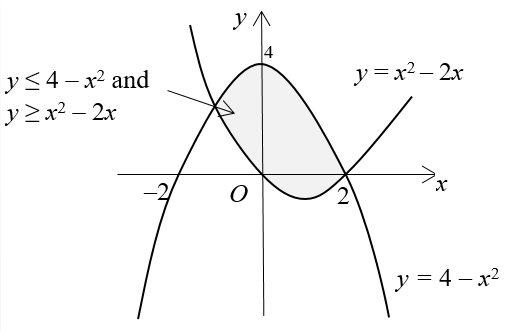 y
4
y ≤ 4 – x² and
y ≥ x² – 2x
y = x² – 2x
–2
O
2
x
y = 4 – x²